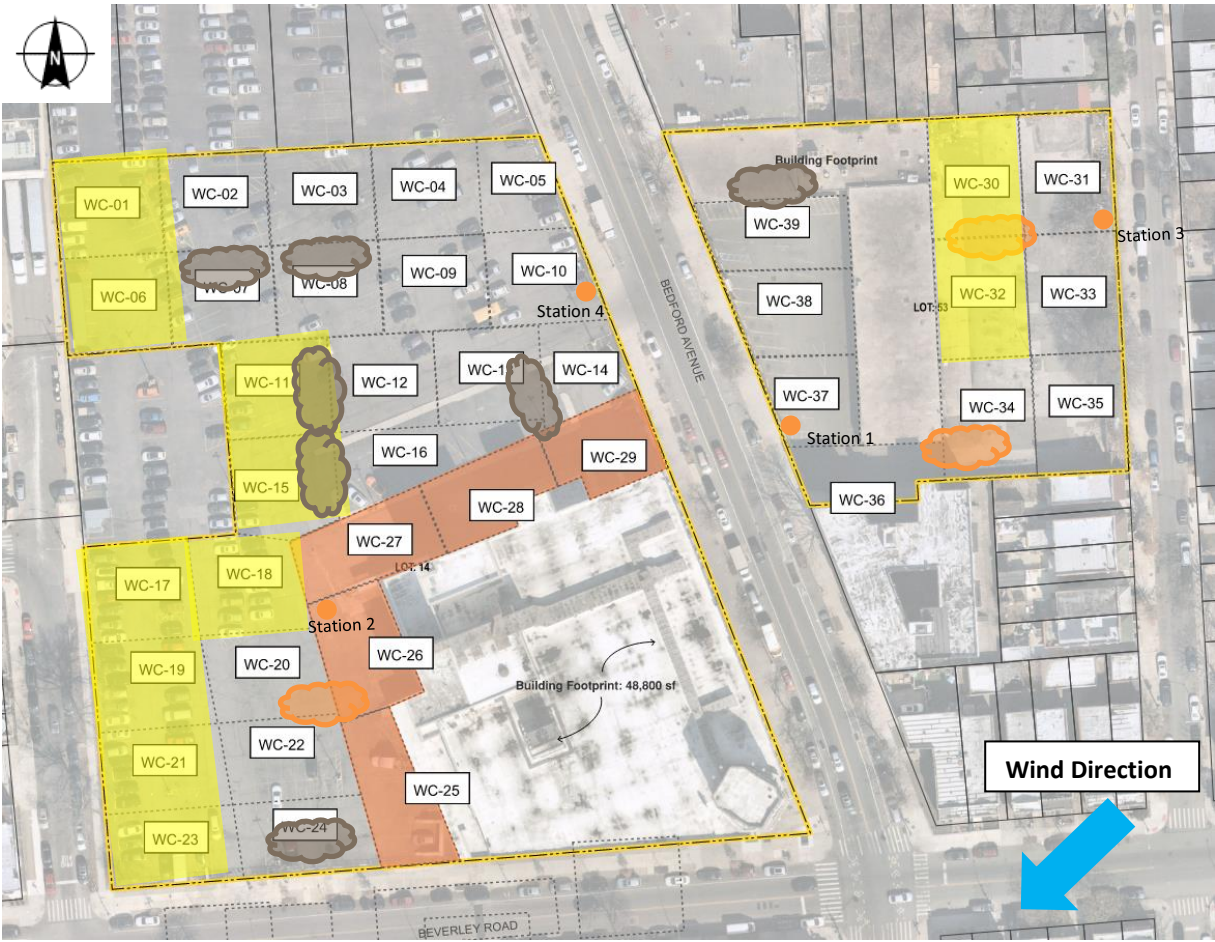 N
Building Footprint
WC-01
WC-02
WC-03
WC-04
WC-05
WC-30
WC-31
WC-39
Station 3
WC-06
WC-07
WC-08
WC-09
WC-10
Station 4
BEDFORD AVENUE
WC-38
LOT: 53
WC-32
WC-33
WC-11
WC-12
WC-14
WC-37
WC-34
WC-35
Station 1
WC-15
WC-16
WC-29
WC-28
WC-36
WC-27
LOT: 14
WC-17
WC-18
Station 2
WC-19
WC-20
WC-26
Building Footprint: 48,800 sf
WC-21
WC-22
WC-25
Wind Direction
WC-23
WC-24
BEVERLEY ROAD